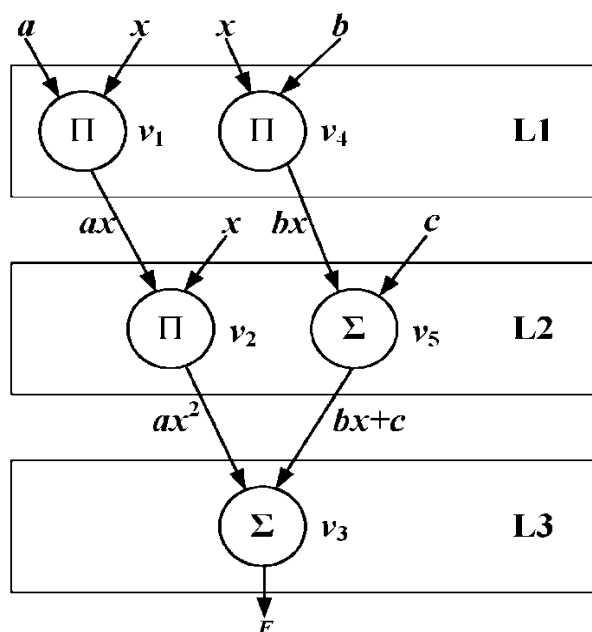 a x x b
Π v₁ Π v₄ L1
ax x bx c
Π v₂ Σ v₅ L2
ax² bx+c
Σ v₃ L3
F